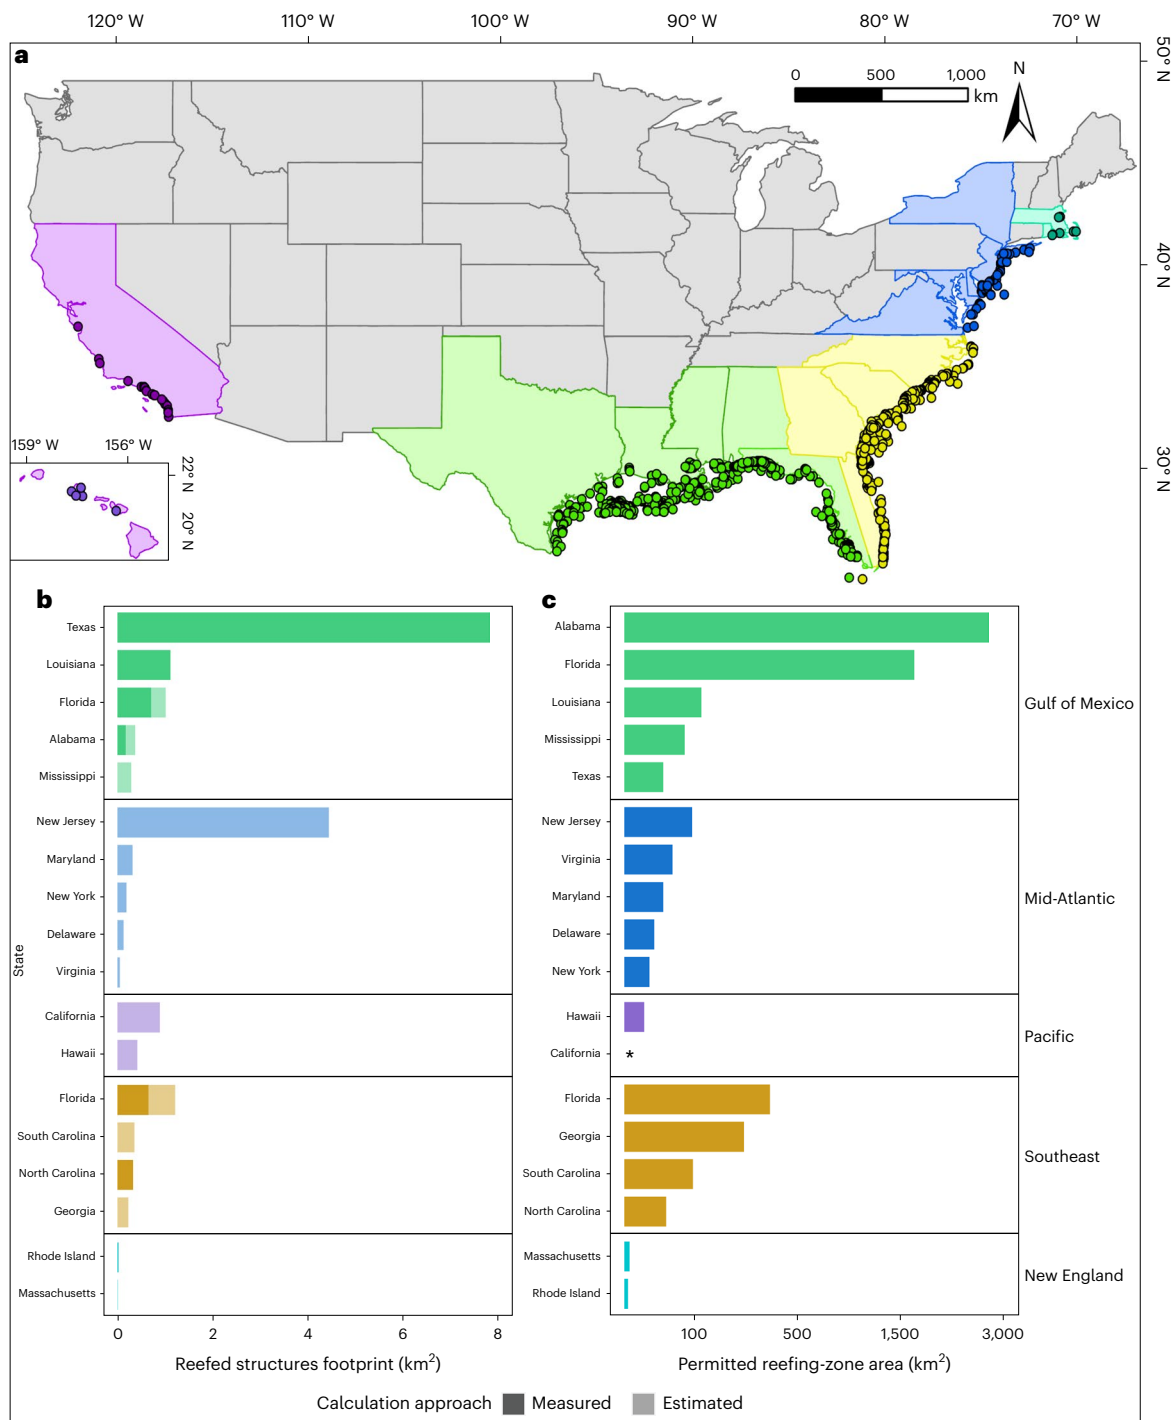 120° W 110° W 100° W 90° W 80° W 70° W
a
50° N
0 500 1,000
km
N
40° N
30° N
159° W 156° W
22° N
20° N
b
Texas
Louisiana
Florida
Alabama
Mississippi
New Jersey
Maryland
New York
Delaware
Virginia
California
Hawaii
Florida
South Carolina
North Carolina
Georgia
Rhode Island
Massachusetts
State
0 2 4 6 8
Reefed structures footprint (km²)
c
Alabama
Florida
Louisiana
Mississippi
Texas
Gulf of Mexico
New Jersey
Virginia
Maryland
Delaware
New York
Mid-Atlantic
Hawaii
California *
Pacific
Florida
Georgia
South Carolina
North Carolina
Southeast
Massachusetts
Rhode Island
New England
100 500 1,500 3,000
Permitted reefing-zone area (km²)
Calculation approach Measured Estimated